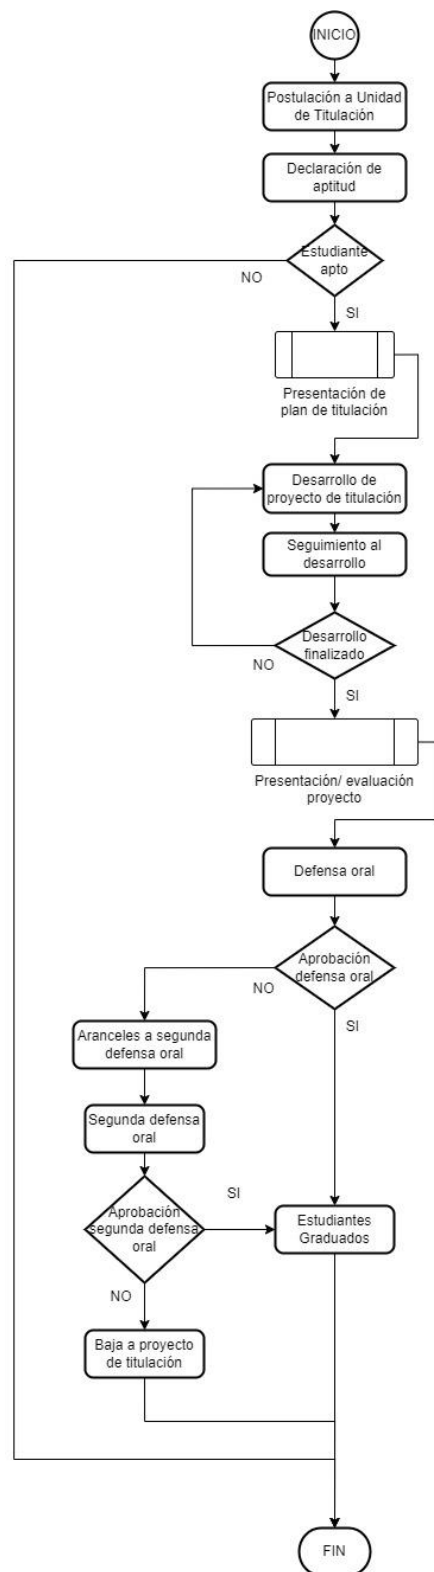 INICIO
Postulación a Unidad
de Titulación
Declaración de
aptitud
Estudiante
apto
NO
SI
Presentación de
plan de titulación
Desarrollo de
proyecto de titulación
Seguimiento al
desarrollo
Desarrollo
finalizado
NO
SI
Presentación/ evaluación
proyecto
Defensa oral
Aprobación
defensa oral
NO
SI
Aranceles a segunda
defensa oral
Segunda defensa
oral
Aprobación
segunda defensa
oral
SI
Estudiantes
Graduados
NO
Baja a proyecto
de titulación
FIN